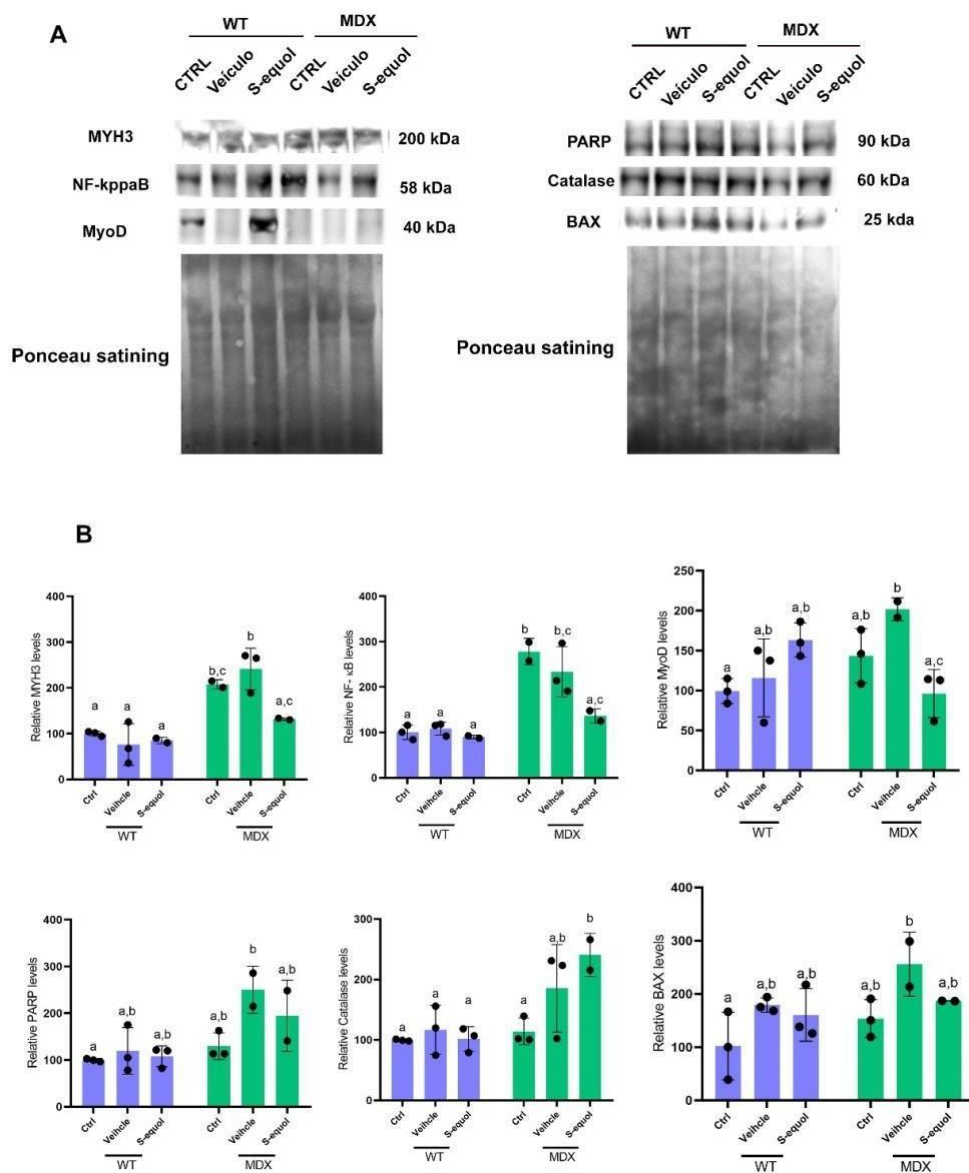 A
WT MDX
CTRL Veículo S-equol CTRL Veículo S-equol
MYH3 200 kDa
NF-kppaB 58 kDa
MyoD 40 kDa
Ponceau satining
WT MDX
CTRL Veículo S-equol CTRL Veículo S-equol
PARP 90 kDa
Catalase 60 kDa
BAX 25 kda
Ponceau satining
B
Relative MYH3 levels
400
300
200
100
0
a a a b,c b a,c
Ctrl Veihcle S-equol Ctrl Veihcle S-equol
WT MDX
Relative NF- κB levels
400
300
200
100
0
a a a b b,c a,c
Ctrl Veihcle S-equol Ctrl Veihcle S-equol
WT MDX
Relative MyoD levels
250
200
150
100
50
0
a a,b a,b a,b b a,c
Ctrl Veihcle S-equol Ctrl Veihcle S-equol
WT MDX
Relative PARP levels
400
300
200
100
0
a a,b a,b a,b b a,b
Ctrl Veihcle S-equol Ctrl Veihcle S-equol
WT MDX
Relative Catalase levels
300
200
100
0
a a a a a,b b
Ctrl Veihcle S-equol Ctrl Veihcle S-equol
WT MDX
Relative BAX levels
400
300
200
100
0
a a,b a,b a,b b a,b
Ctrl Veihcle S-equol Ctrl Veihcle S-equol
WT MDX